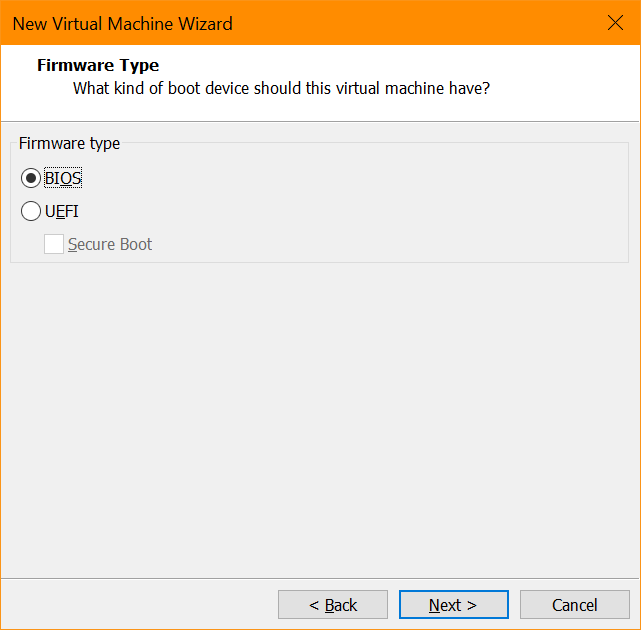 New Virtual Machine Wizard
Firmware Type
What kind of boot device should this virtual machine have?
Firmware type
BIOS
UEFI
Secure Boot
< Back
Next >
Cancel